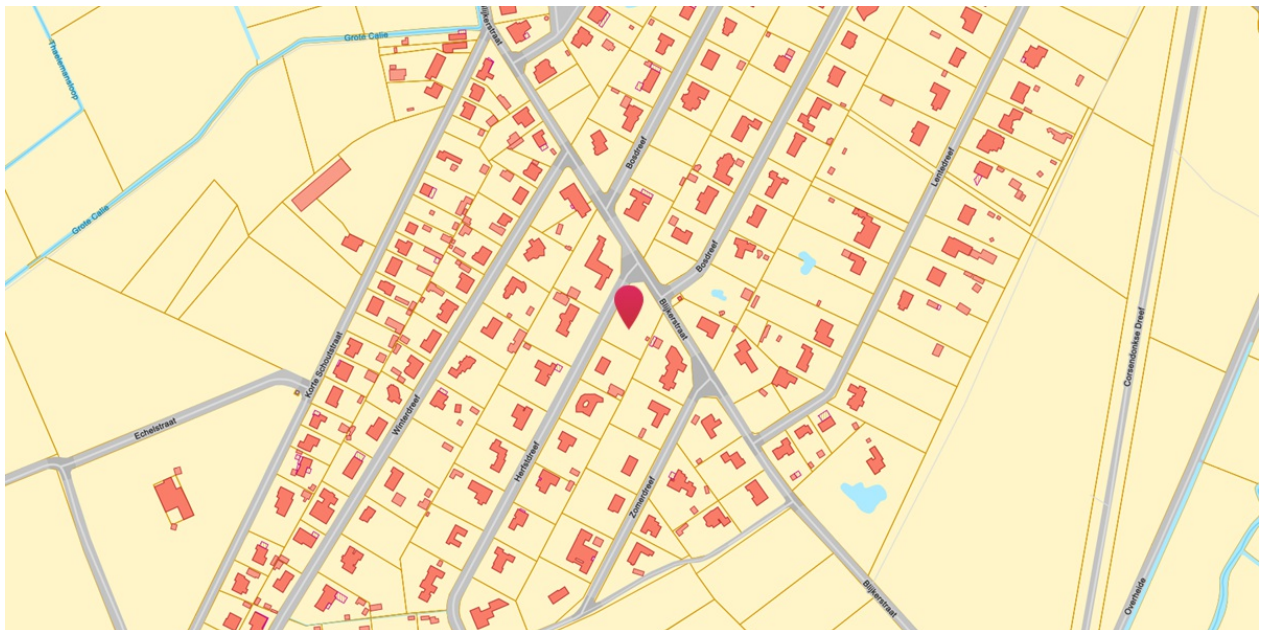 Blijkerstraat
Grote Calie
Thaelemansloop
Bosdreef
Lentedreef
Grote Calie
Bosdreef
Blijkerstraat
Korte Schoutstraat
Corsendonkse Dreef
Winterdreef
Echelstraat
Herfstdreef
Zomerdreef
Blijkerstraat
Overheide